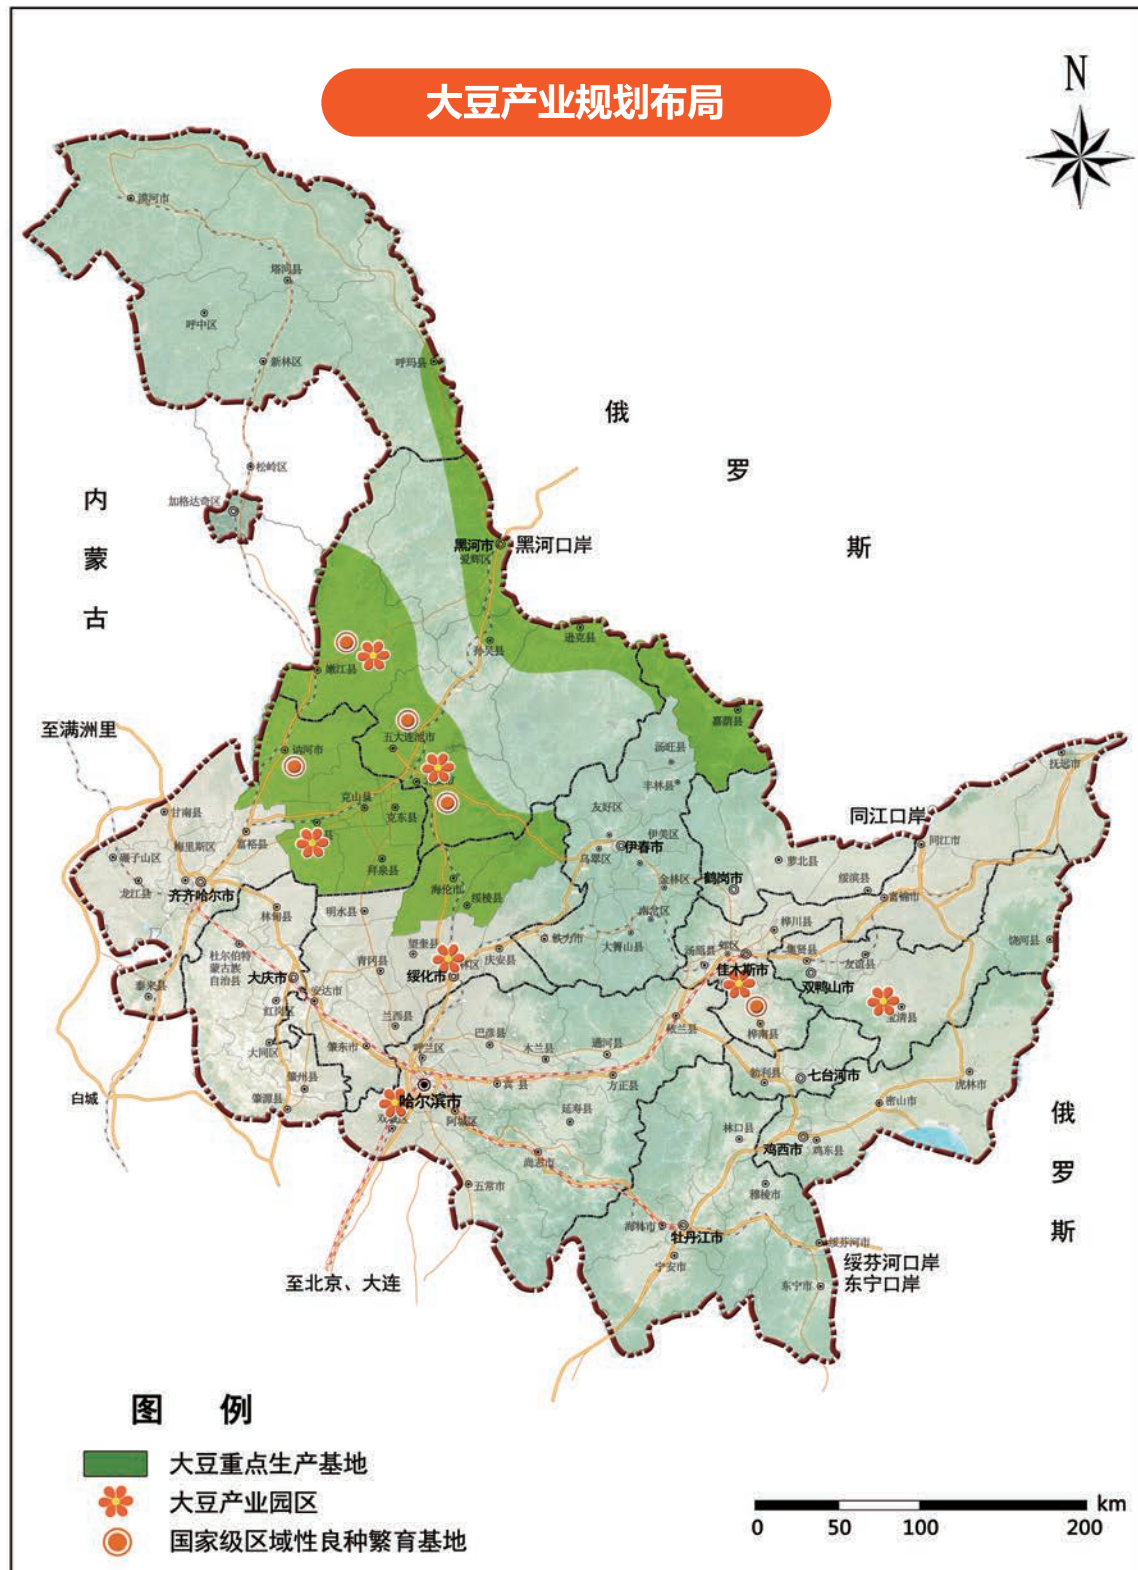 大豆产业规划布局
N
漠河市
塔河县
呼中区
新林区
呼玛县
俄
罗
斯
松岭区
加格达奇区
内
蒙
古
黑河市
黑河口岸
爱辉区
逊克县
孙吴县
嫩江县
嘉荫县
至满洲里
五大连池市
讷河市
汤旺县
抚远市
丰林县
克山县
克东县
友好区
甘南县
同江口岸
富裕县
伊美区
伊春市
同江市
梅里斯区
乌翠区
碾子山区
拜泉县
萝北县
龙江县
齐齐哈尔市
海伦市
绥棱县
金林区
鹤岗市
绥滨县
富锦市
林甸县
明水县
南岔区
桦川县
望奎县
铁力市
大箐山县
郊区
集贤县
饶河县
杜尔伯特
蒙古族
自治县
青冈县
林区
庆安县
汤原县
佳木斯市
友谊县
大庆市
绥化市
双鸭山市
泰来县
安达市
红岗区
兰西县
宝清县
依兰县
桦南县
大同区
肇东市
呼兰区
巴彦县
木兰县
通河县
勃利县
七台河市
虎林市
肇州县
宾县
方正县
白城
肇源县
哈尔滨市
密山市
双城区
阿城区
延寿县
林口县
俄
罗
斯
鸡西市
鸡东县
尚志市
五常市
穆棱市
海林市
牡丹江市
绥芬河市
宁安市
绥芬河口岸
东宁市
东宁口岸
至北京、大连
图 例
大豆重点生产基地
大豆产业园区
国家级区域性良种繁育基地
km
0 50 100 200